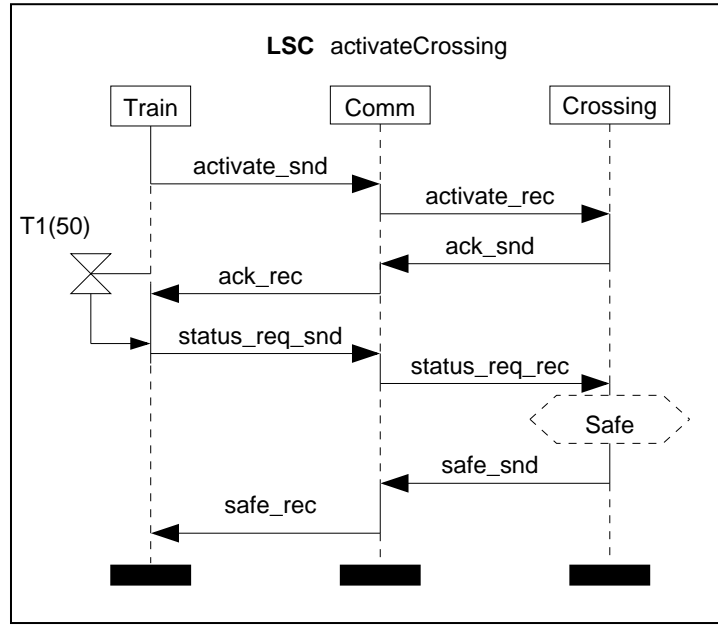 LSC activateCrossing
Train
Comm
Crossing
activate_snd
activate_rec
T1(50)
ack_snd
ack_rec
status_req_snd
status_req_rec
Safe
safe_snd
safe_rec